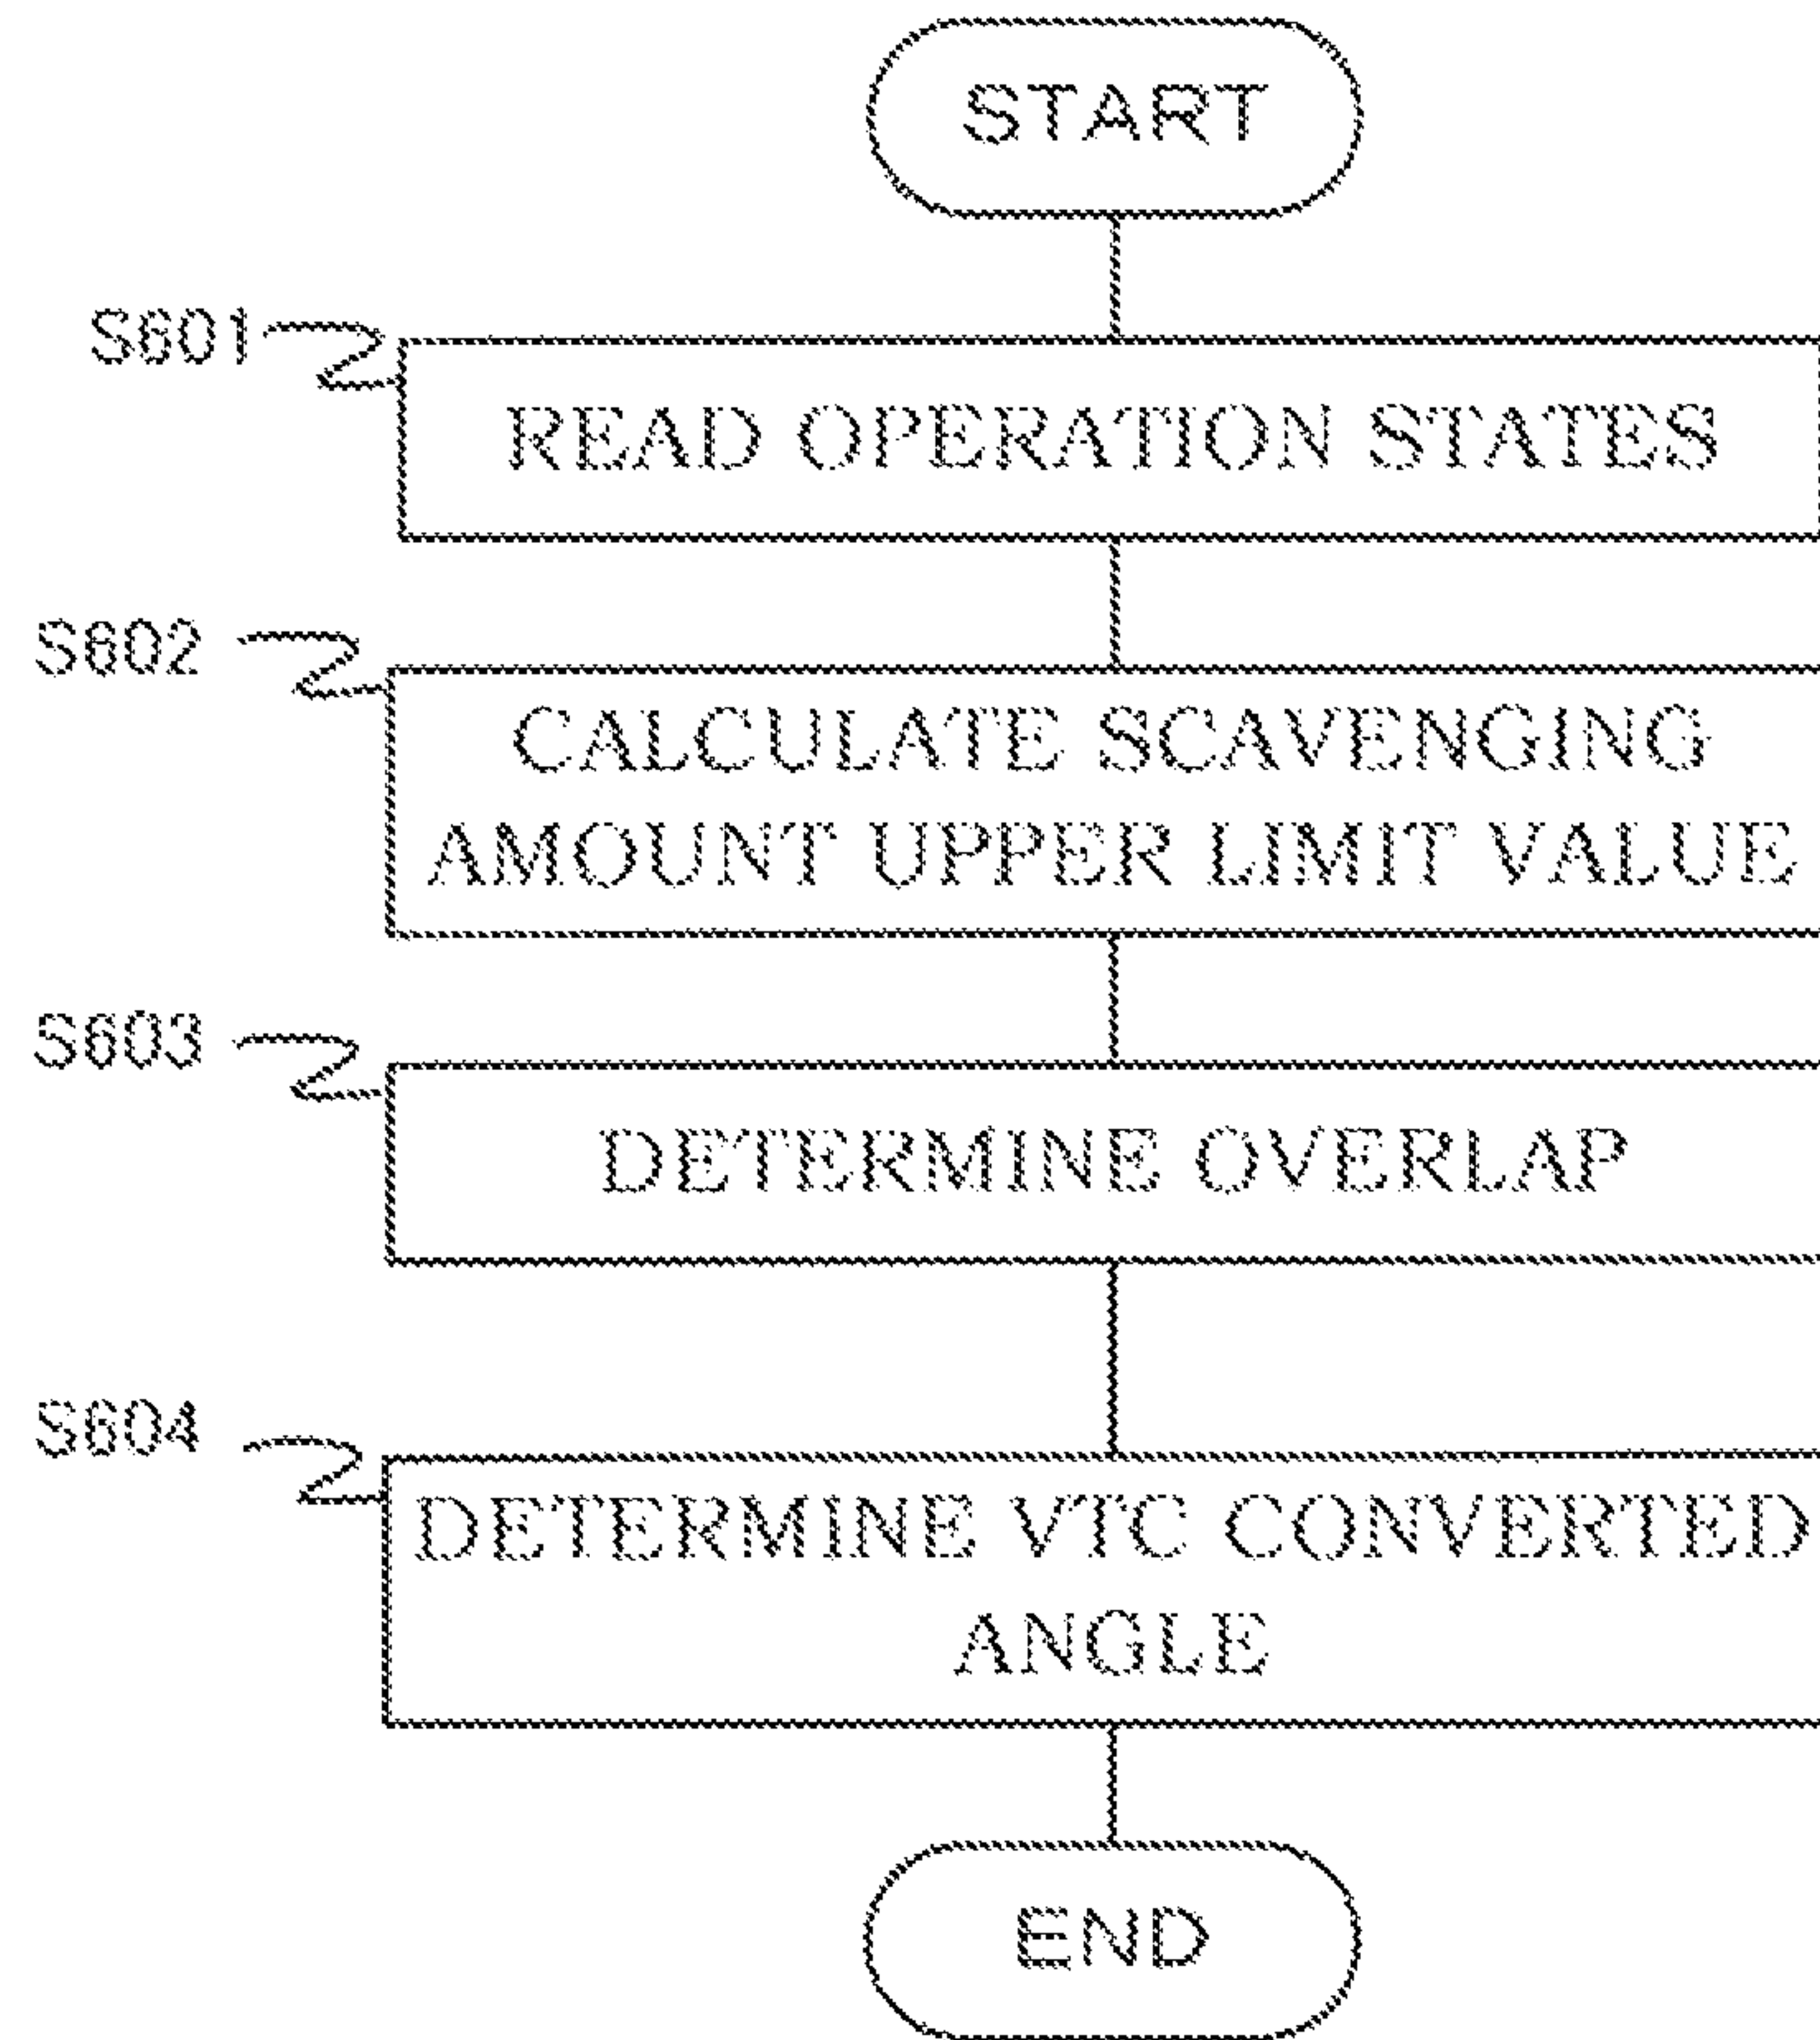 START
S601
READ OPERATION STATES
S602
CALCULATE SCAVENGING
AMOUNT UPPER LIMIT VALUE
S603
DETERMINE OVERLAP
S604
DETERMINE VTC CONVERTED
ANGLE
END